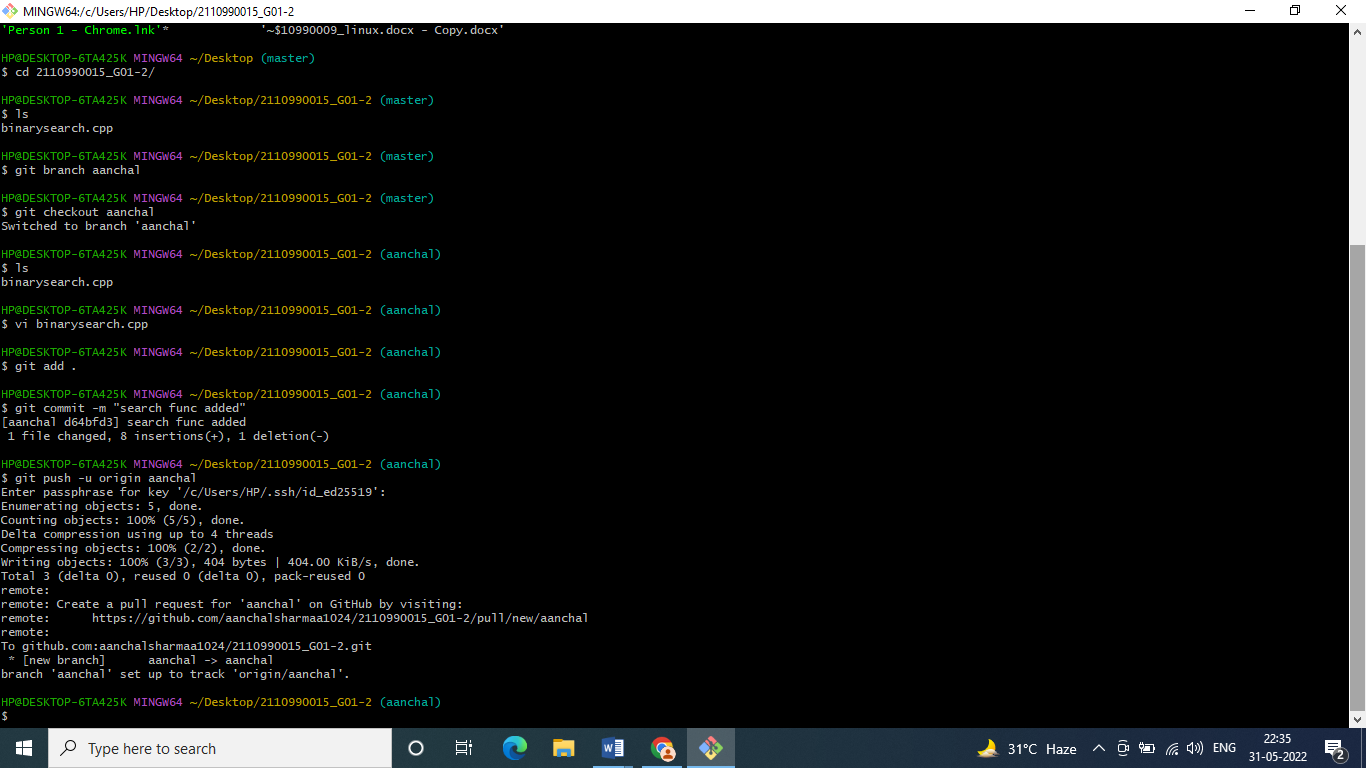 MINGW64:/c/Users/HP/Desktop/2110990015_G01-2
'Person 1 - Chrome.lnk'*             '~$10990009_linux.docx - Copy.docx'
HP@DESKTOP-6TA425K MINGW64 ~/Desktop (master)
$ cd 2110990015_G01-2/
HP@DESKTOP-6TA425K MINGW64 ~/Desktop/2110990015_G01-2 (master)
$ ls
binarysearch.cpp
HP@DESKTOP-6TA425K MINGW64 ~/Desktop/2110990015_G01-2 (master)
$ git branch aanchal
HP@DESKTOP-6TA425K MINGW64 ~/Desktop/2110990015_G01-2 (master)
$ git checkout aanchal
Switched to branch 'aanchal'
HP@DESKTOP-6TA425K MINGW64 ~/Desktop/2110990015_G01-2 (aanchal)
$ ls
binarysearch.cpp
HP@DESKTOP-6TA425K MINGW64 ~/Desktop/2110990015_G01-2 (aanchal)
$ vi binarysearch.cpp
HP@DESKTOP-6TA425K MINGW64 ~/Desktop/2110990015_G01-2 (aanchal)
$ git add .
HP@DESKTOP-6TA425K MINGW64 ~/Desktop/2110990015_G01-2 (aanchal)
$ git commit -m "search func added"
[aanchal d64bfd3] search func added
 1 file changed, 8 insertions(+), 1 deletion(-)
HP@DESKTOP-6TA425K MINGW64 ~/Desktop/2110990015_G01-2 (aanchal)
$ git push -u origin aanchal
Enter passphrase for key '/c/Users/HP/.ssh/id_ed25519':
Enumerating objects: 5, done.
Counting objects: 100% (5/5), done.
Delta compression using up to 4 threads
Compressing objects: 100% (2/2), done.
Writing objects: 100% (3/3), 404 bytes | 404.00 KiB/s, done.
Total 3 (delta 0), reused 0 (delta 0), pack-reused 0
remote:
remote: Create a pull request for 'aanchal' on GitHub by visiting:
remote:      https://github.com/aanchalsharmaa1024/2110990015_G01-2/pull/new/aanchal
remote:
To github.com:aanchalsharmaa1024/2110990015_G01-2.git
 * [new branch]      aanchal -> aanchal
branch 'aanchal' set up to track 'origin/aanchal'.
HP@DESKTOP-6TA425K MINGW64 ~/Desktop/2110990015_G01-2 (aanchal)
$
Type here to search
31°C Haze
ENG
22:35
31-05-2022
2